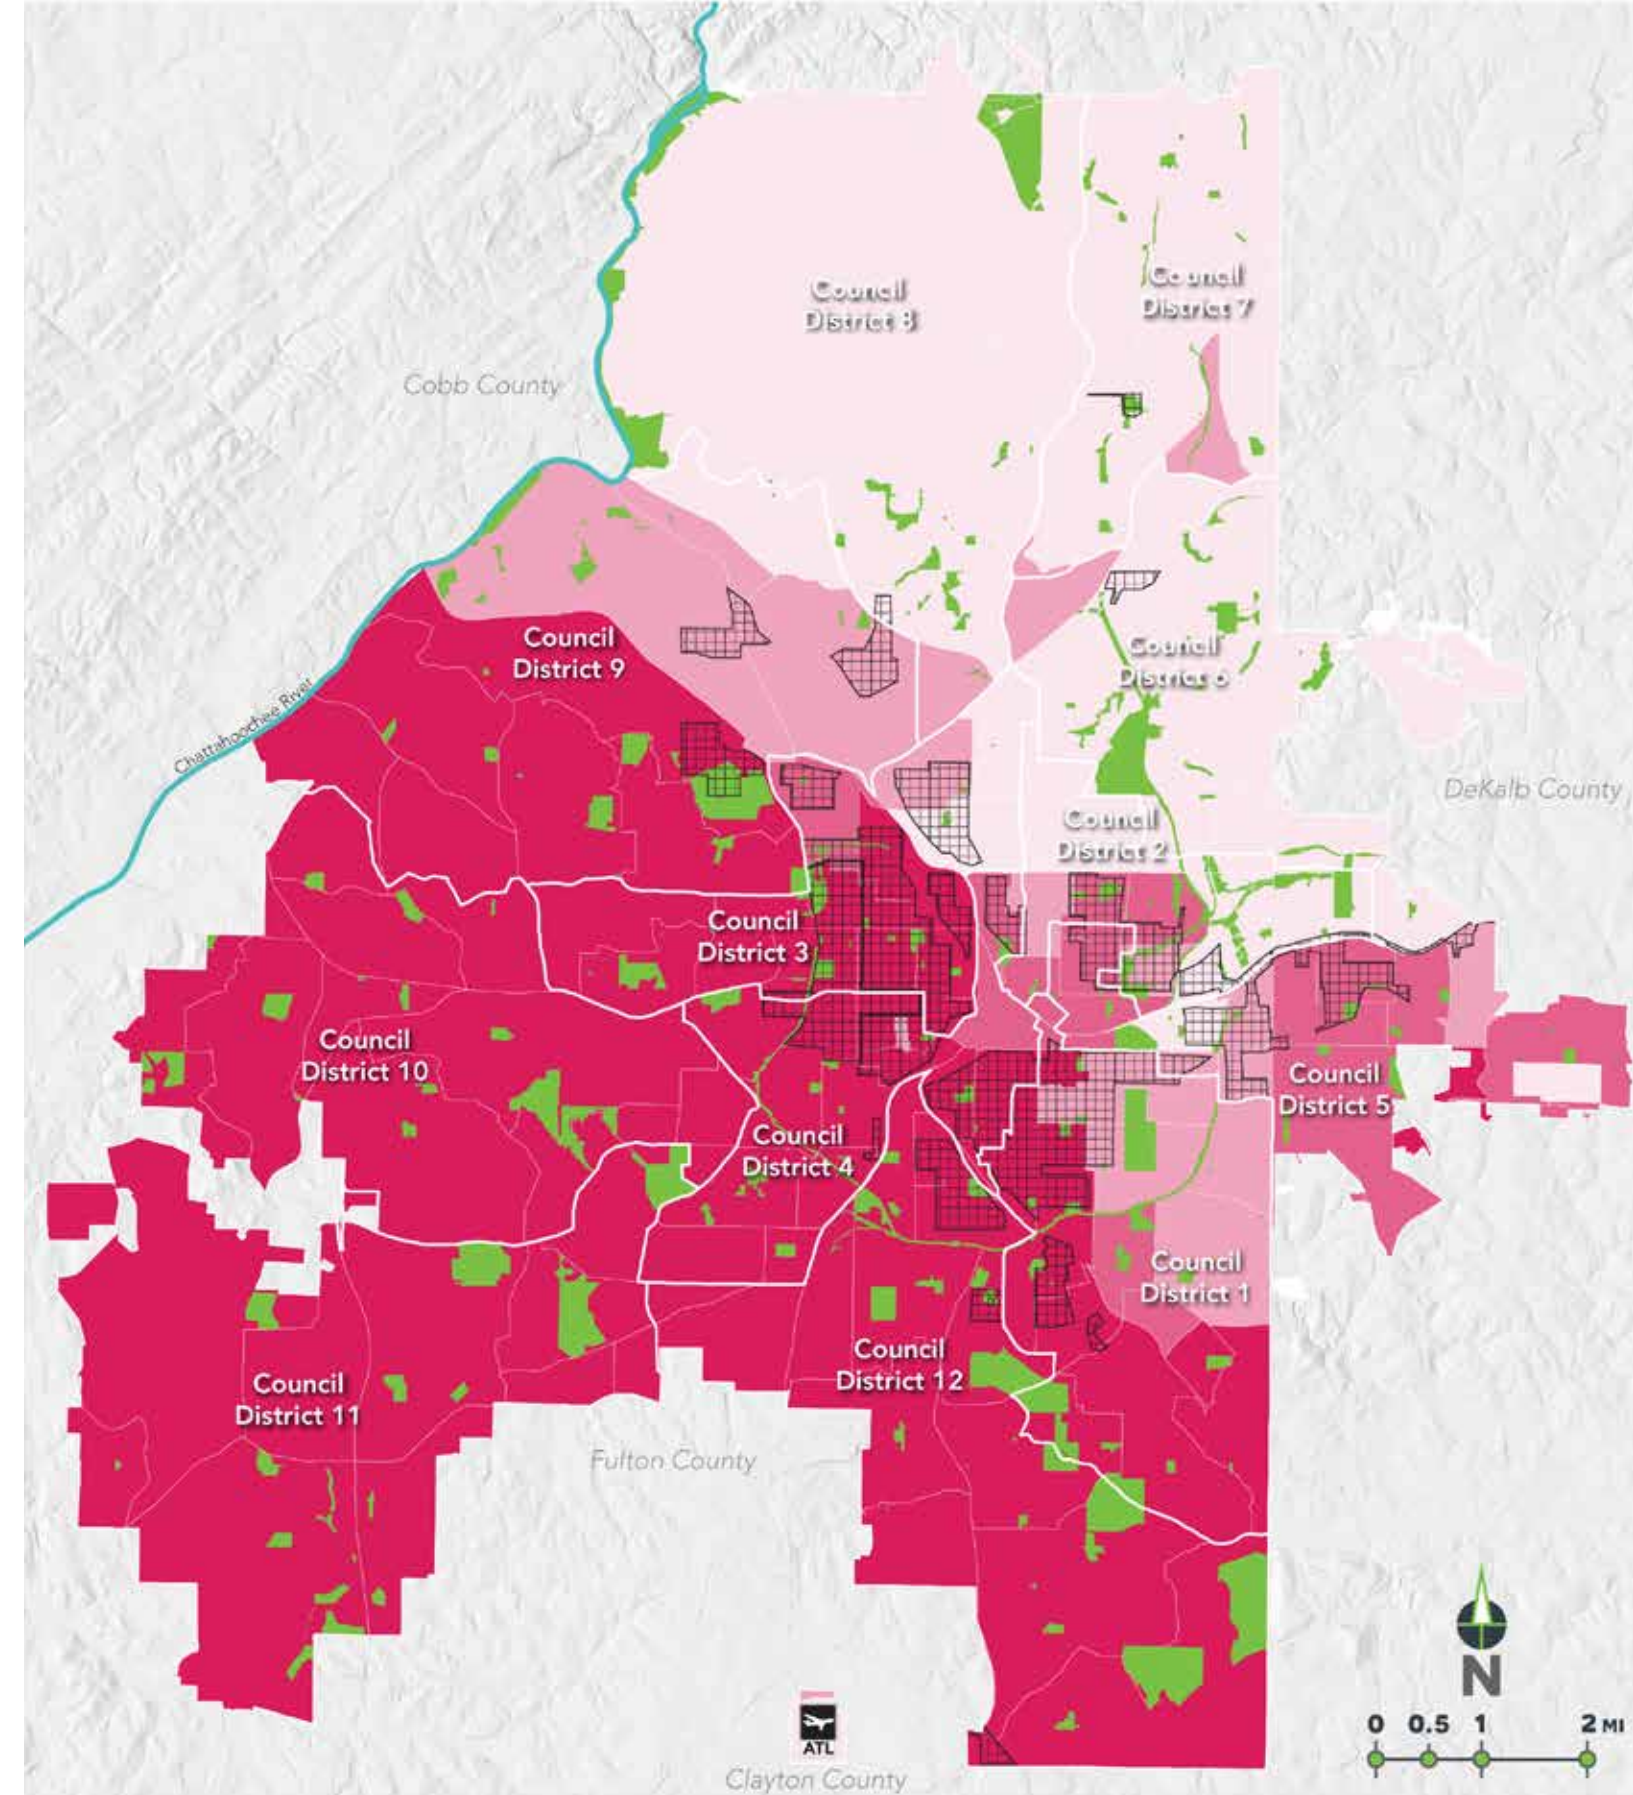 Council
District 8
Council
District 7
Cobb County
Council
District 9
Council
District 6
Chattahoochee River
DeKalb County
Council
District 2
Council
District 3
Council
District 10
Council
District 5
Council
District 4
Council
District 1
Council
District 12
Council
District 11
Fulton County
N
0 0.5 1 2 MI
ATL
Clayton County